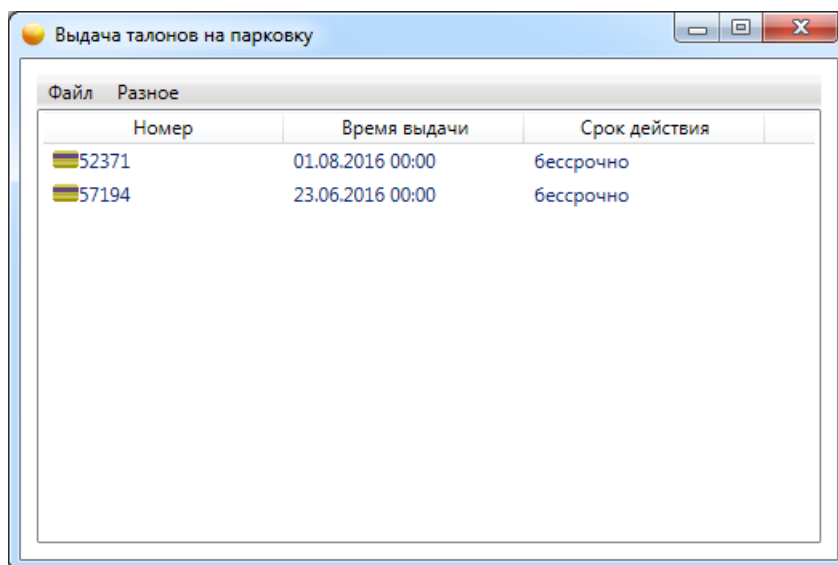 Выдача талонов на парковку
Файл Разное
Номер Время выдачи Срок действия
52371 01.08.2016 00:00 бессрочно
57194 23.06.2016 00:00 бессрочно